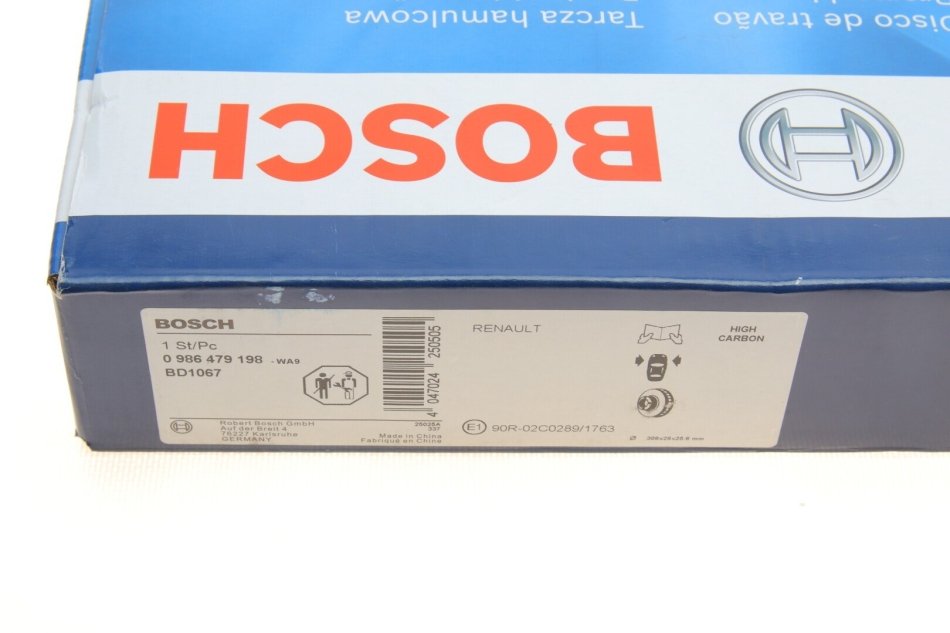 Tarcza hamulcowa
Disco de travão
BOSCH
BOSCH
1 St/Pc
0 986 479 198 - WA9
BD1067
Robert Bosch GmbH
Auf der Breit 4
76227 Karlsruhe
GERMANY
25025A
337
Made in China
Fabriqué en Chine
4 047024 250505
RENAULT
E1 90R-02C0289/1763
HIGH
CARBON